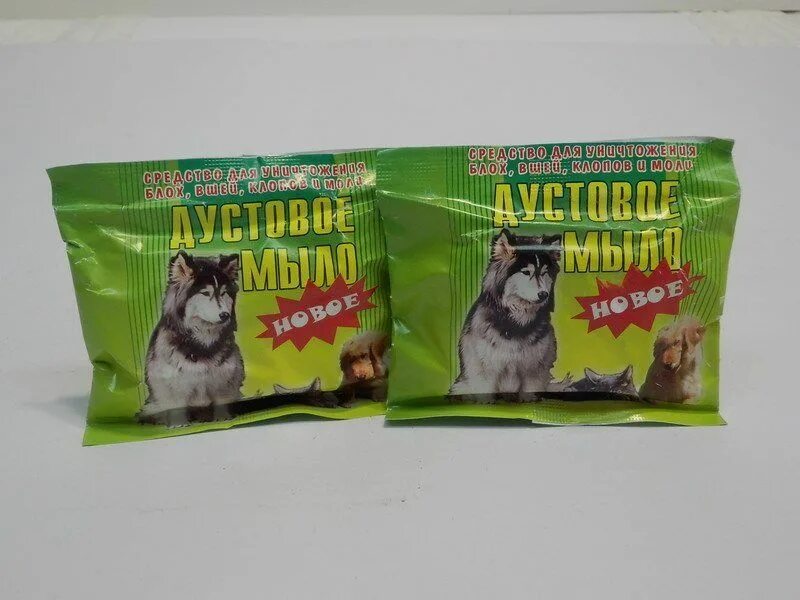 СРЕДСТВО ДЛЯ УНИЧТОЖЕНИЯ
БЛОХ, ВШЕЙ, КЛОПОВ И МОЛИ
ДУСТОВОЕ
МЫЛО
НОВОЕ
СРЕДСТВО ДЛЯ УНИЧТОЖЕНИЯ
БЛОХ, ВШЕЙ, КЛОПОВ И МОЛИ
ДУСТОВОЕ
МЫЛО
НОВОЕ